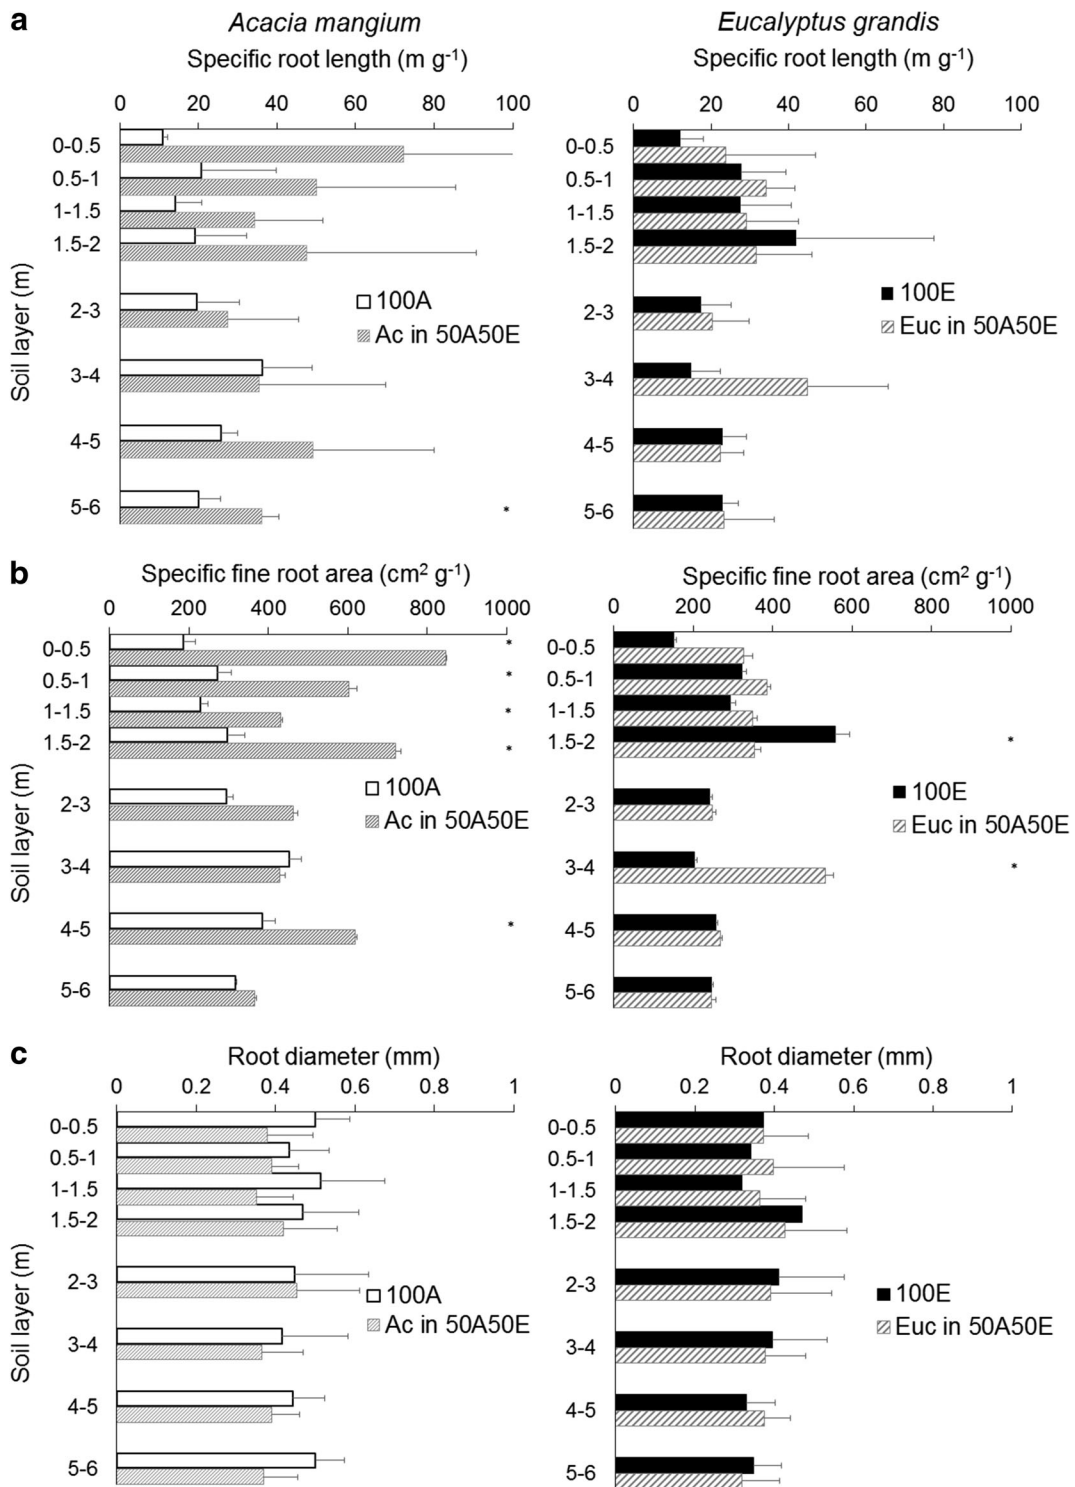 a
Acacia mangium
Specific root length (m g-1)
0 20 40 60 80 100
Soil layer (m)
0-0.5
0.5-1
1-1.5
1.5-2
2-3
3-4
4-5
5-6
100A
Ac in 50A50E
*
Eucalyptus grandis
Specific root length (m g-1)
0 20 40 60 80 100
0-0.5
0.5-1
1-1.5
1.5-2
2-3
3-4
4-5
5-6
100E
Euc in 50A50E
b
Specific fine root area (cm2 g-1)
0 200 400 600 800 1000
Soil layer (m)
0-0.5 *
0.5-1 *
1-1.5 *
1.5-2 *
2-3
3-4
4-5 *
5-6
100A
Ac in 50A50E
Specific fine root area (cm2 g-1)
0 200 400 600 800 1000
0-0.5
0.5-1
1-1.5
1.5-2 *
2-3
3-4 *
4-5
5-6
100E
Euc in 50A50E
c
Root diameter (mm)
0 0.2 0.4 0.6 0.8 1
Soil layer (m)
0-0.5
0.5-1
1-1.5
1.5-2
2-3
3-4
4-5
5-6
100A
Ac in 50A50E
Root diameter (mm)
0 0.2 0.4 0.6 0.8 1
0-0.5
0.5-1
1-1.5
1.5-2
2-3
3-4
4-5
5-6
100E
Euc in 50A50E